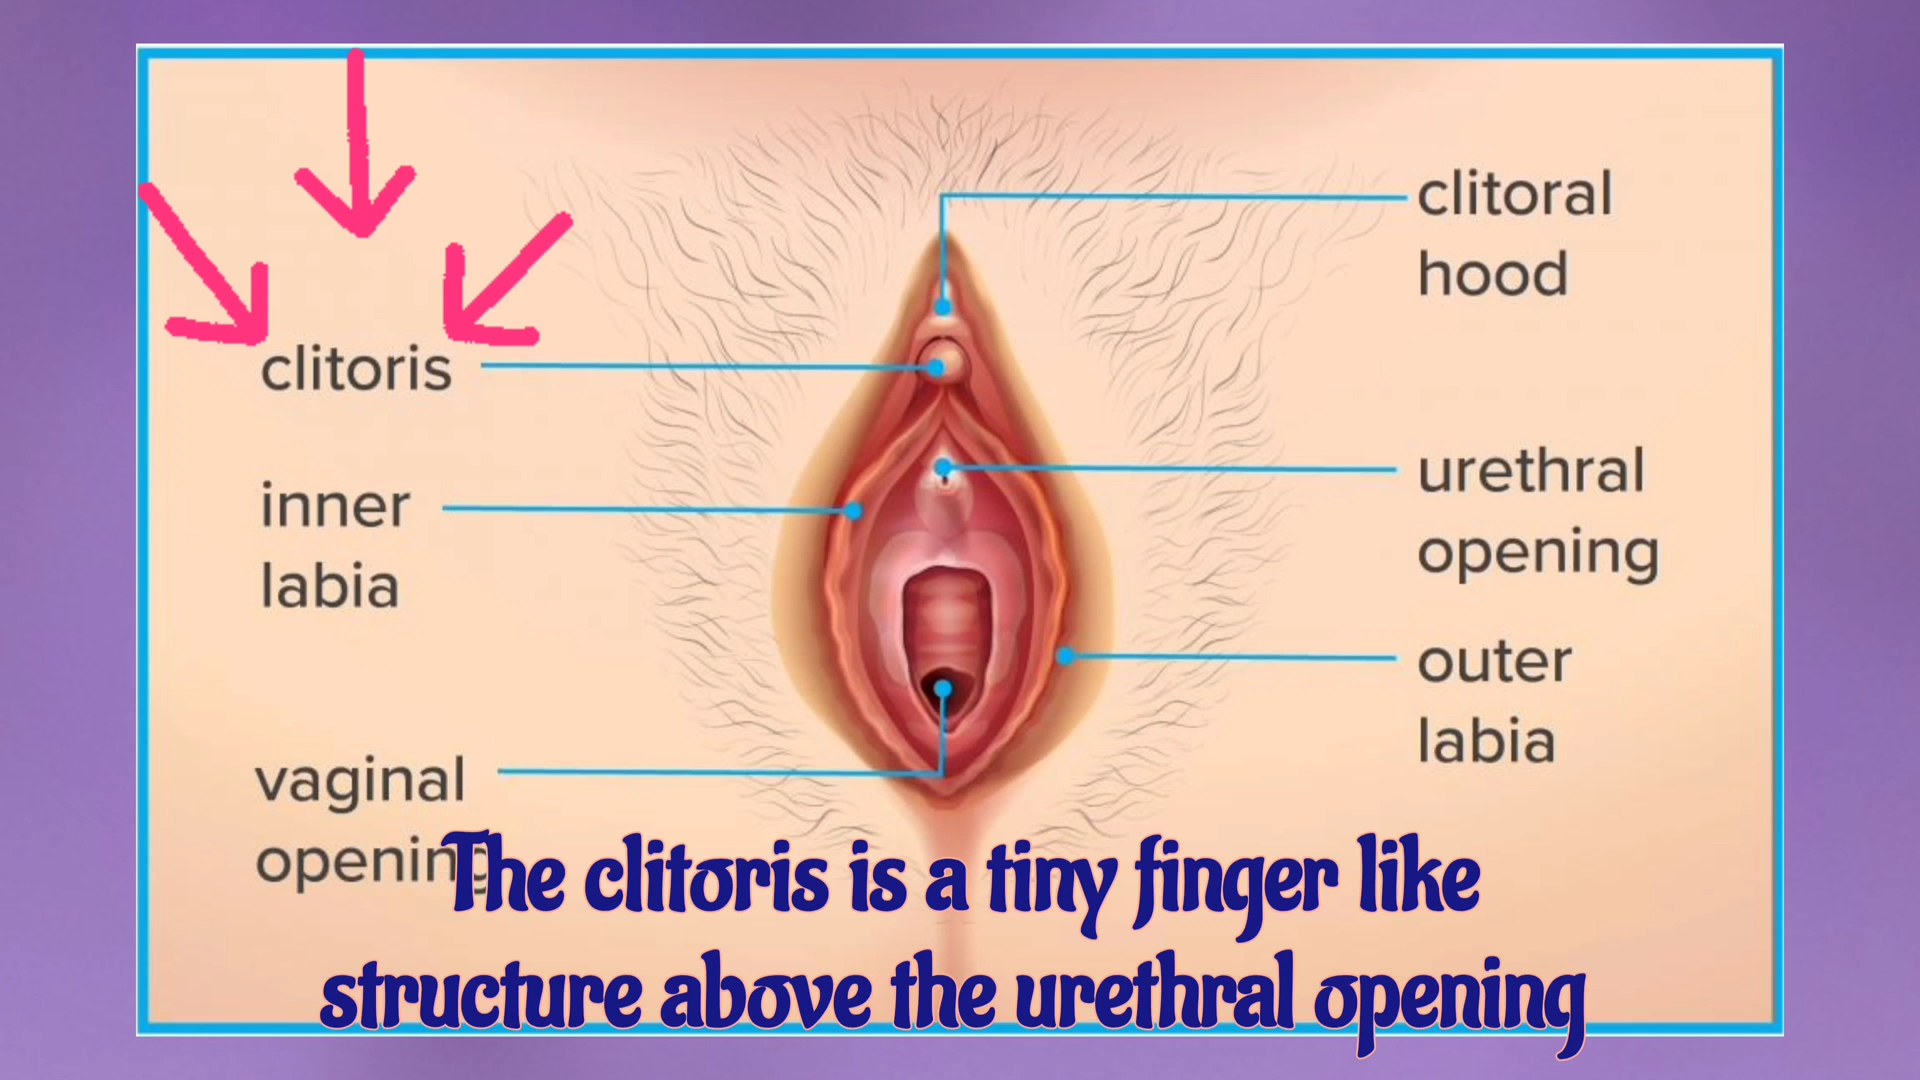 clitoral
hood
clitoris
urethral
opening
inner
labia
outer
labia
vaginal
opening
The clitoris is a tiny finger like
structure above the urethral opening